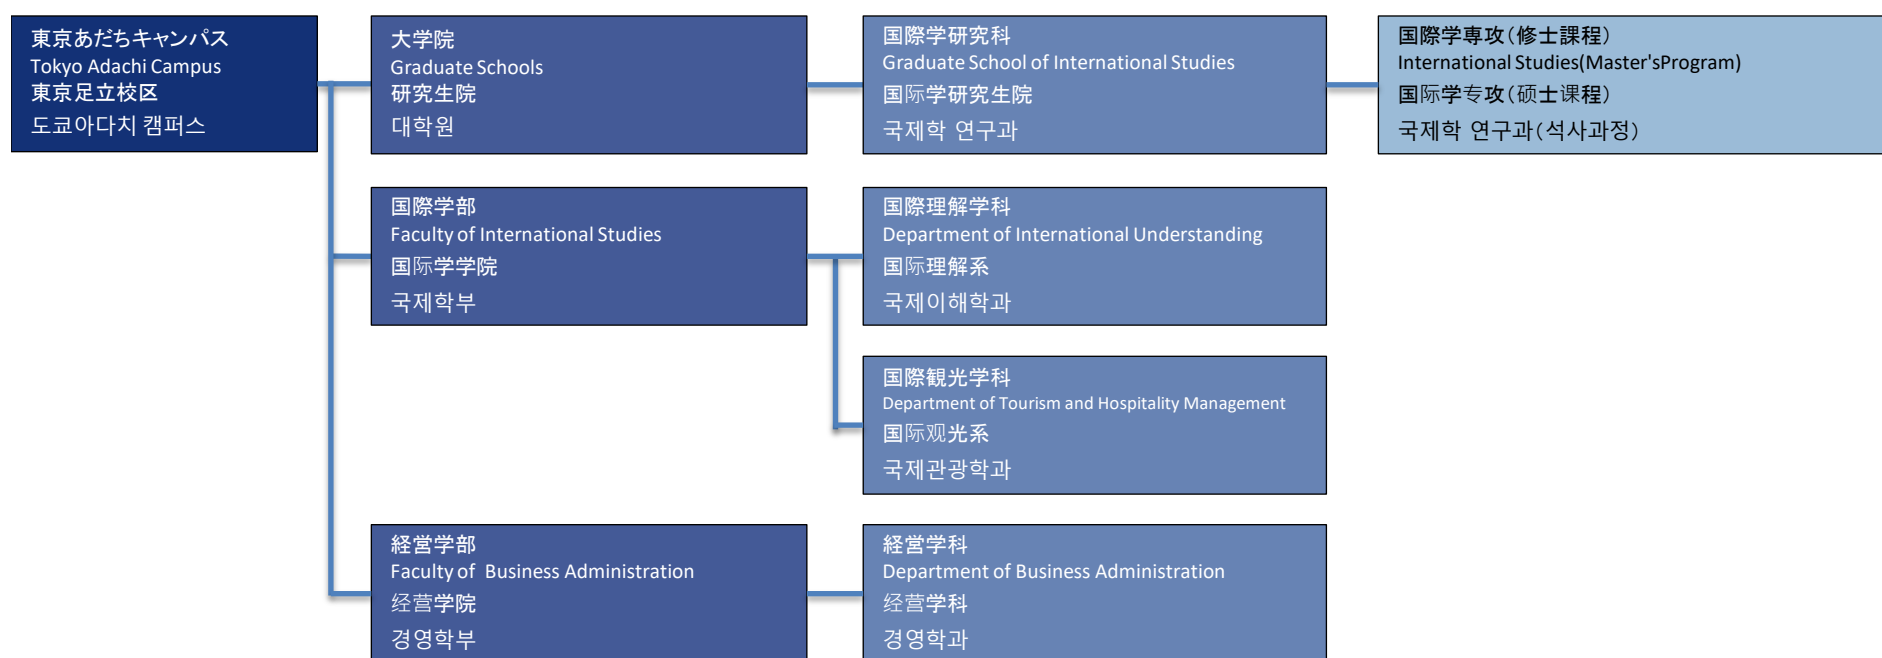 東京あだちキャンパス
Tokyo Adachi Campus
東京足立校区
도쿄아다치 캠퍼스
大学院
Graduate Schools
研究生院
대학원
国際学研究科
Graduate School of International Studies
国际学研究生院
국제학 연구과
国際学専攻（修士課程）
International Studies(Master'sProgram)
国际学专攻（硕士课程）
국제학 연구과（석사과정）
国際学部
Faculty of International Studies
国际学学院
국제학부
国際理解学科
Department of International Understanding
国际理解系
국제이해학과
国際観光学科
Department of Tourism and Hospitality Management
国际观光系
국제관광학과
経営学部
Faculty of  Business Administration
经营学院
경영학부
経営学科
Department of Business Administration
经营学科
경영학과